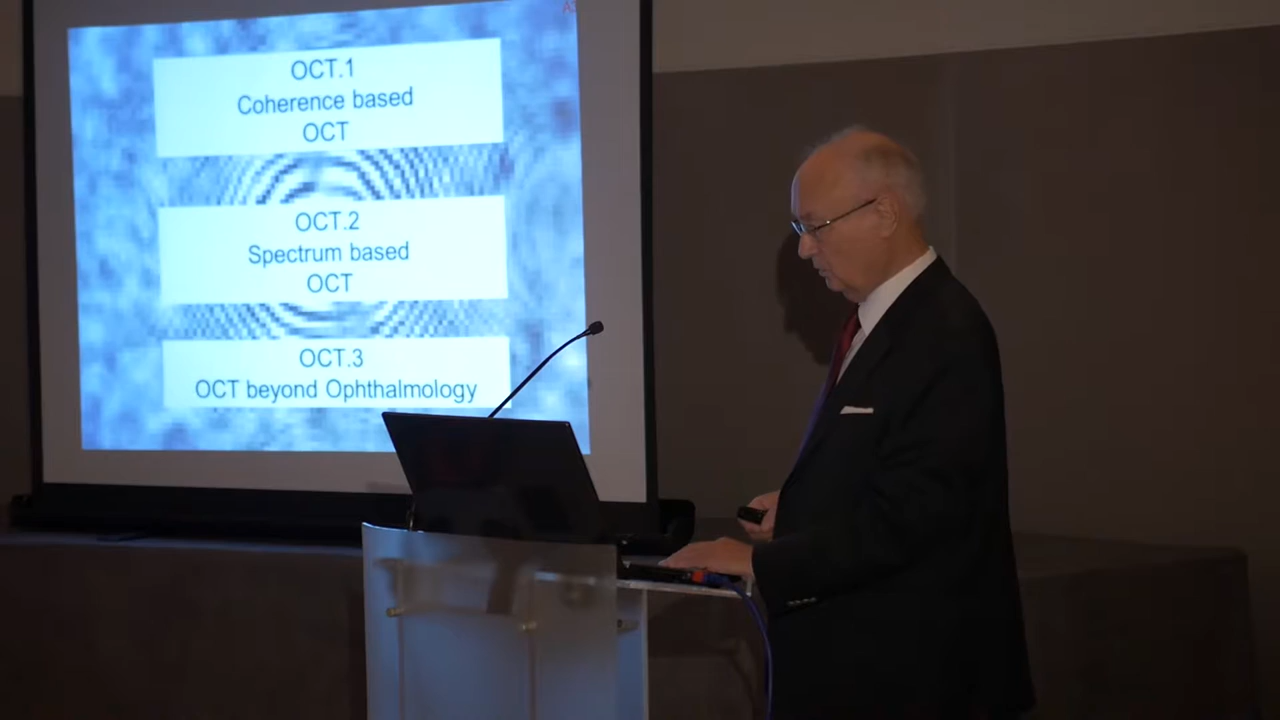 OCT.1
Coherence based
OCT
OCT.2
Spectrum based
OCT
OCT.3
OCT beyond Ophthalmology